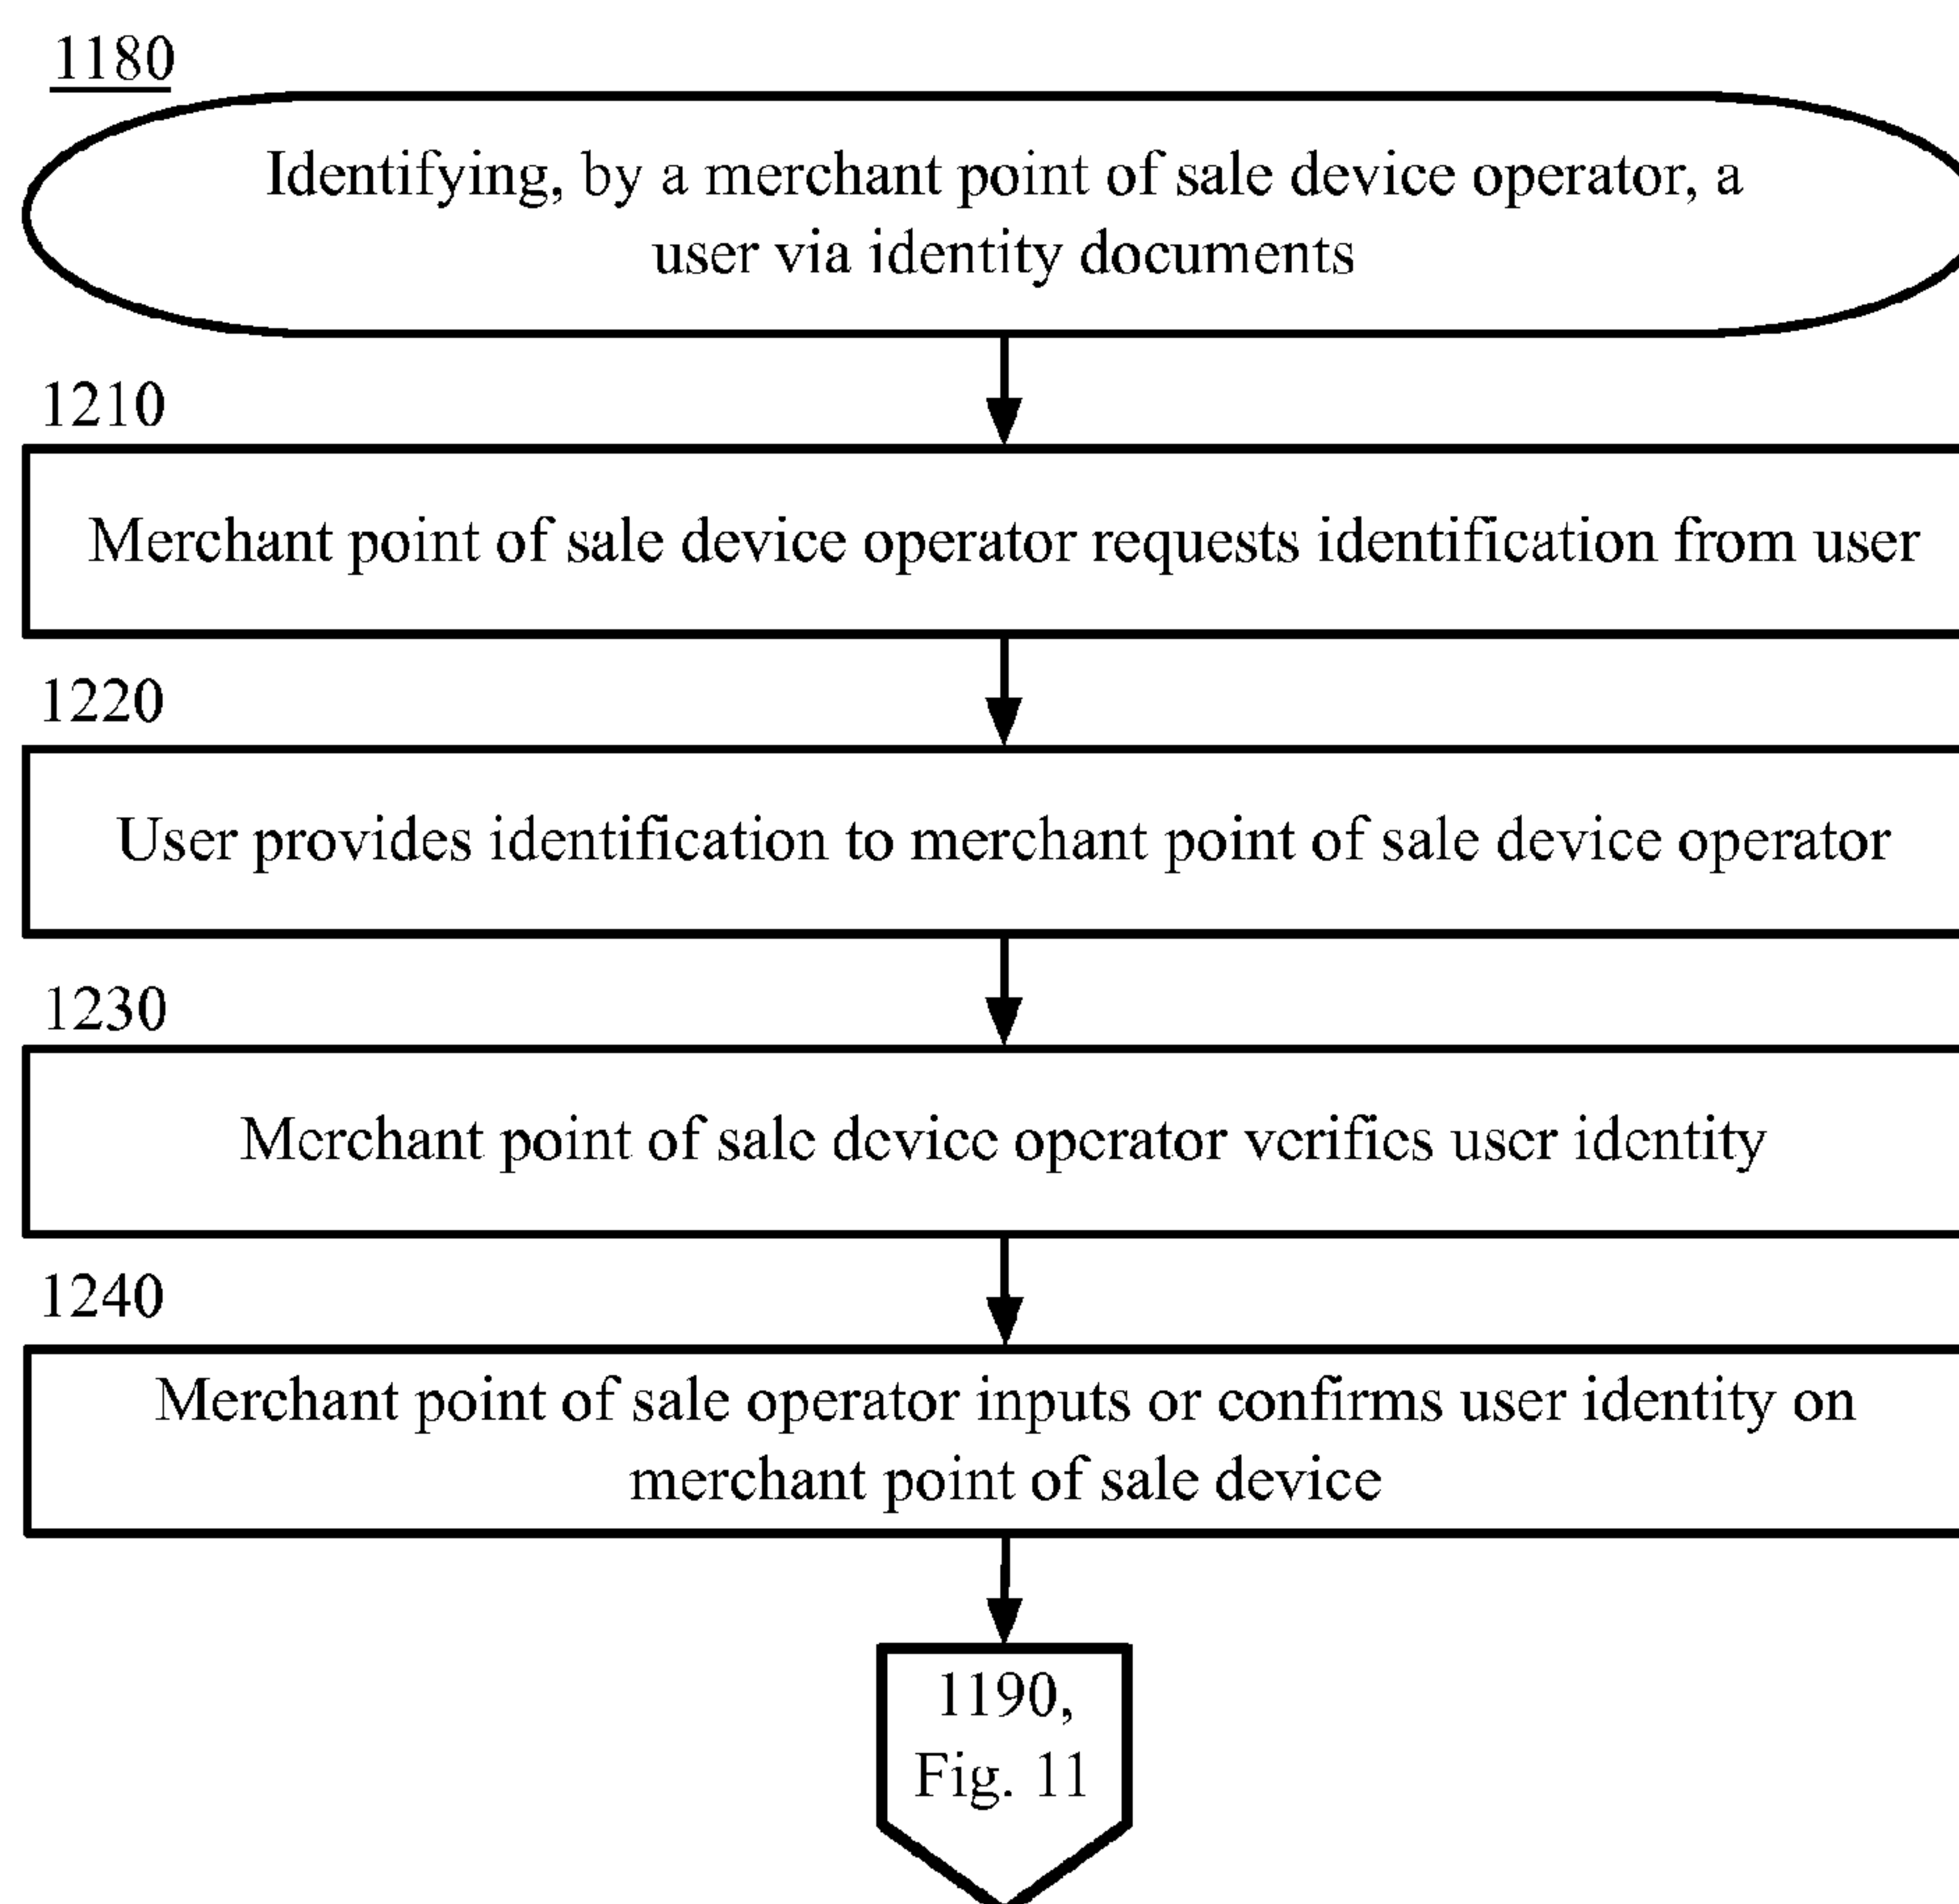 1180
Identifying, by a merchant point of sale device operator, a
user via identity documents
1210
Merchant point of sale device operator requests identification from user
1220
User provides identification to merchant point of sale device operator
1230
Merchant point of sale device operator verifies user identity
1240
Merchant point of sale operator inputs or confirms user identity on
merchant point of sale device
1190,
Fig. 11